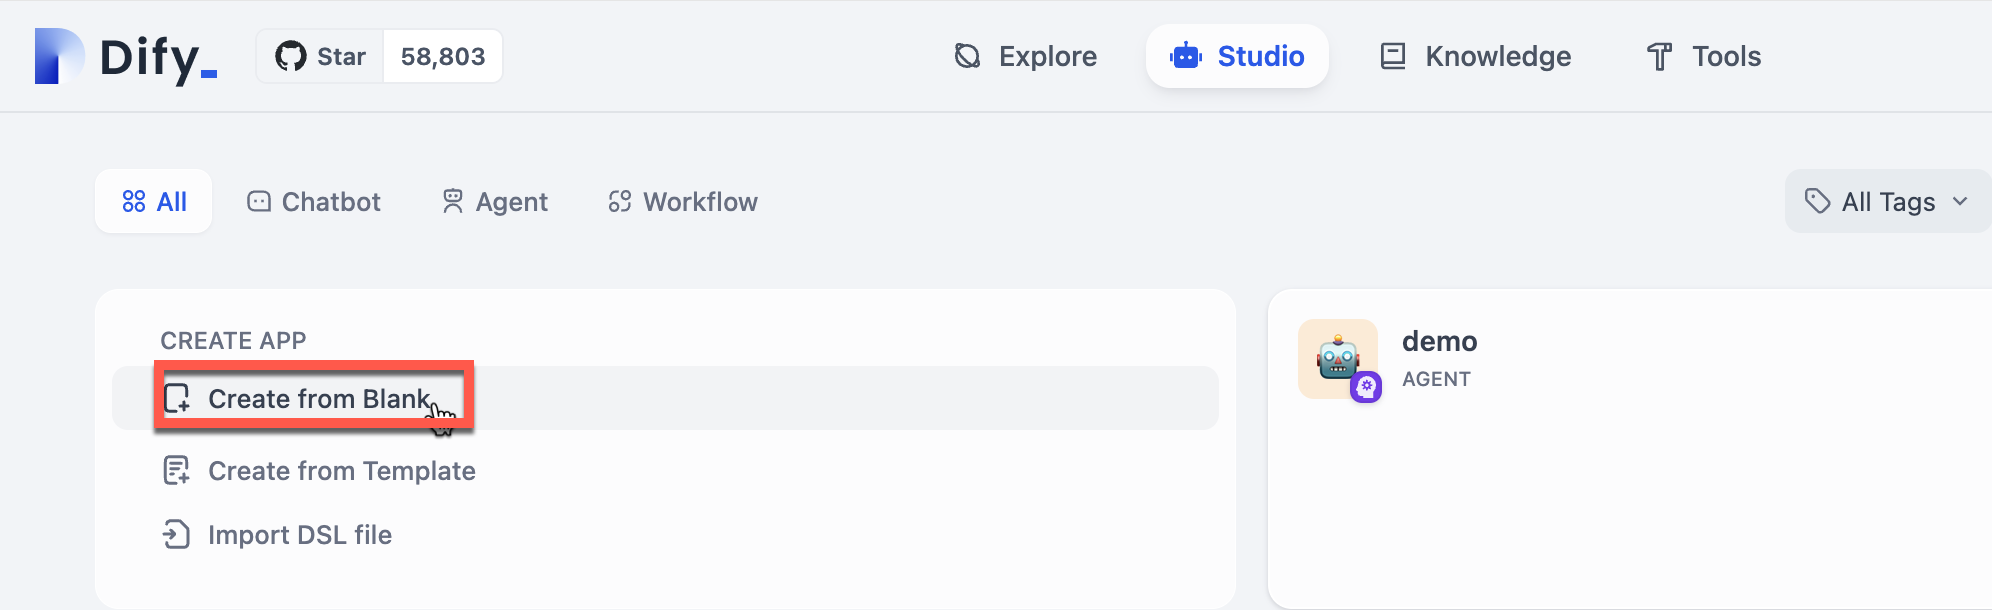 Dify_
Star 58,803
Explore
Studio
Knowledge
Tools
All
Chatbot
Agent
Workflow
All Tags
CREATE APP
Create from Blank
Create from Template
Import DSL file
demo
AGENT